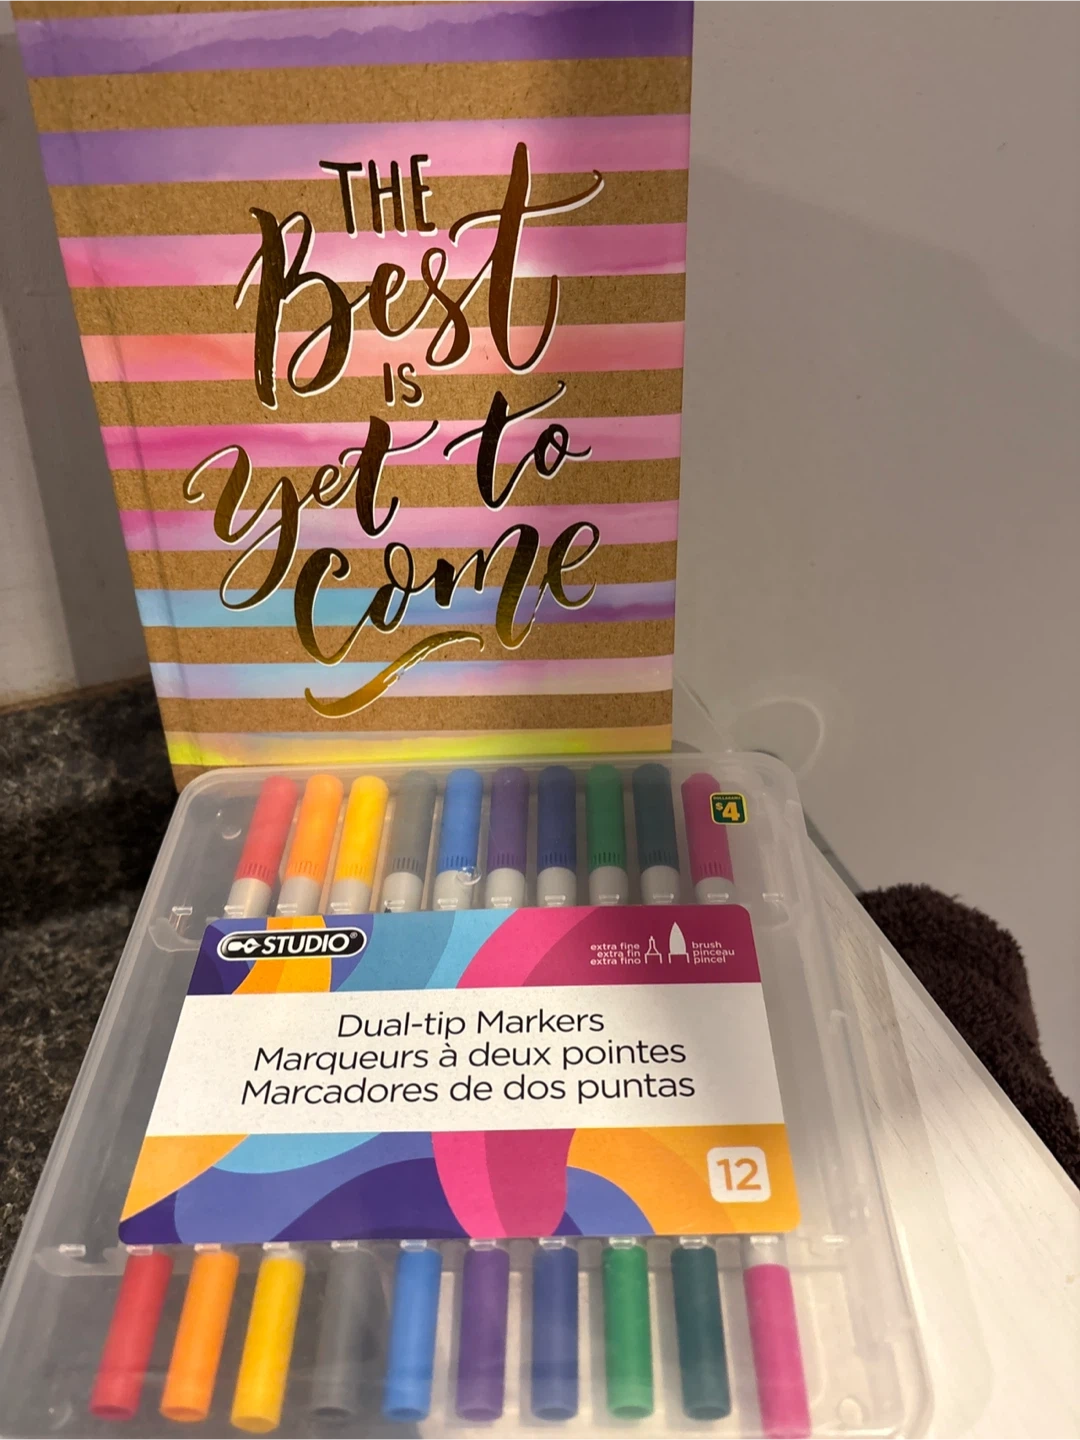 THE
Best
IS
Yet to
Come
$4
STUDIO®
extra fine
extra fin
extra fino
brush
pinceau
pincel
Dual-tip Markers
Marqueurs à deux pointes
Marcadores de dos puntas
12